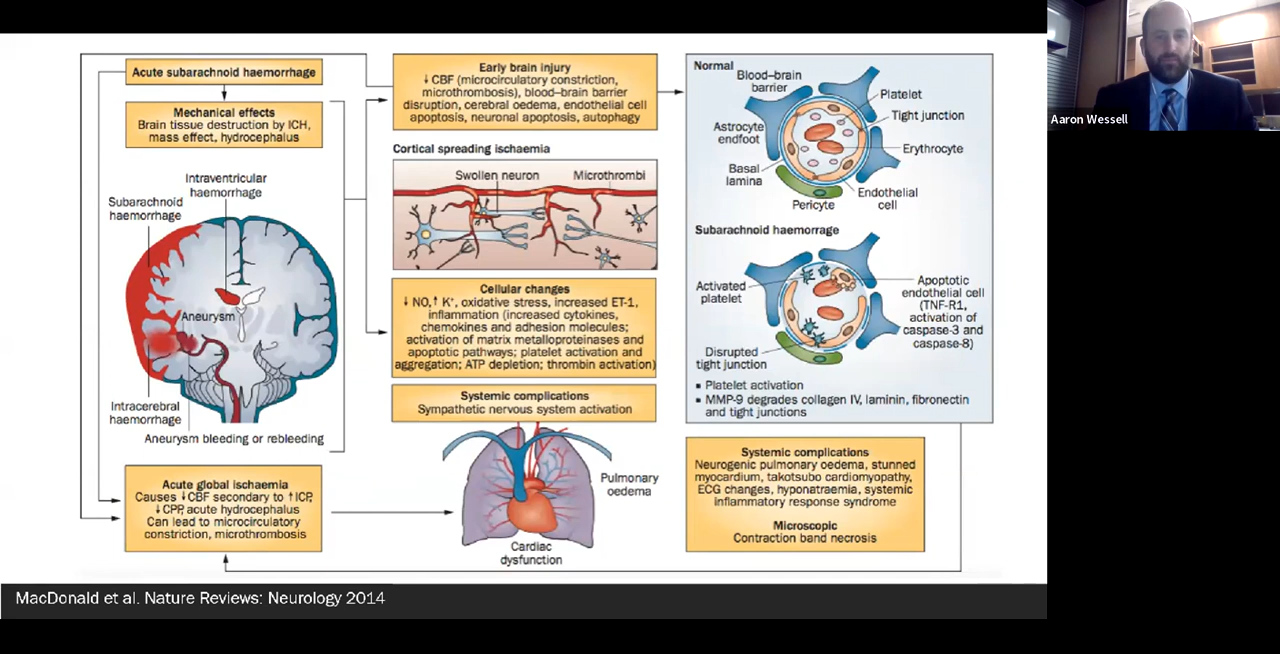 Acute subarachnoid haemorrhage
Mechanical effects
Brain tissue destruction by ICH,
mass effect, hydrocephalus
Intraventricular
haemorrhage
Subarachnoid
haemorrhage
Aneurysm
Intracerebral
haemorrhage
Aneurysm bleeding or rebleeding
Acute global ischaemia
Causes ↓CBF secondary to ↑ICP,
↓CPP, acute hydrocephalus
Can lead to microcirculatory
constriction, microthrombosis
Early brain injury
↓ CBF (microcirculatory constriction,
microthrombosis), blood–brain barrier
disruption, cerebral oedema, endothelial cell
apoptosis, neuronal apoptosis, autophagy
Cortical spreading ischaemia
Swollen neuron
Microthrombi
Cellular changes
↓ NO,↑ K⁺, oxidative stress, increased ET-1,
inflammation (increased cytokines,
chemokines and adhesion molecules;
activation of matrix metalloproteinases and
apoptotic pathways; platelet activation and
aggregation; ATP depletion; thrombin activation)
Systemic complications
Sympathetic nervous system activation
Pulmonary
oedema
Cardiac
dysfunction
Normal
Blood–brain
barrier
Platelet
Tight junction
Astrocyte
endfoot
Erythrocyte
Basal
lamina
Endothelial
cell
Pericyte
Subarachnoid haemorrage
Activated
platelet
Apoptotic
endothelial cell
(TNF-R1,
activation of
caspase-3 and
caspase-8)
Disrupted
tight junction
▪ Platelet activation
▪ MMP-9 degrades collagen IV, laminin, fibronectin
and tight junctions
Systemic complications
Neurogenic pulmonary oedema, stunned
myocardium, takotsubo cardiomyopathy,
ECG changes, hyponatraemia, systemic
inflammatory response syndrome
Microscopic
Contraction band necrosis
MacDonald et al. Nature Reviews: Neurology 2014
Aaron Wessell